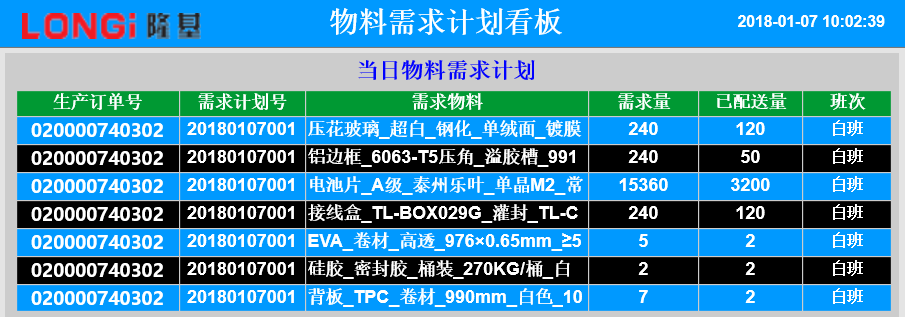 LONGi 隆基 物料需求计划看板 2018-01-07 10:02:39
当日物料需求计划
生产订单号 需求计划号 需求物料 需求量 已配送量 班次
020000740302 20180107001 压花玻璃_超白_钢化_单绒面_镀膜 240 120 白班
020000740302 20180107001 铝边框_6063-T5压角_溢胶槽_991 240 50 白班
020000740302 20180107001 电池片_A级_泰州乐叶_单晶M2_常 15360 3200 白班
020000740302 20180107001 接线盒_TL-BOX029G_灌封_TL-C 240 120 白班
020000740302 20180107001 EVA_卷材_高透_976×0.65mm_≥5 5 2 白班
020000740302 20180107001 硅胶_密封胶_桶装_270KG/桶_白 2 2 白班
020000740302 20180107001 背板_TPC_卷材_990mm_白色_10 7 2 白班